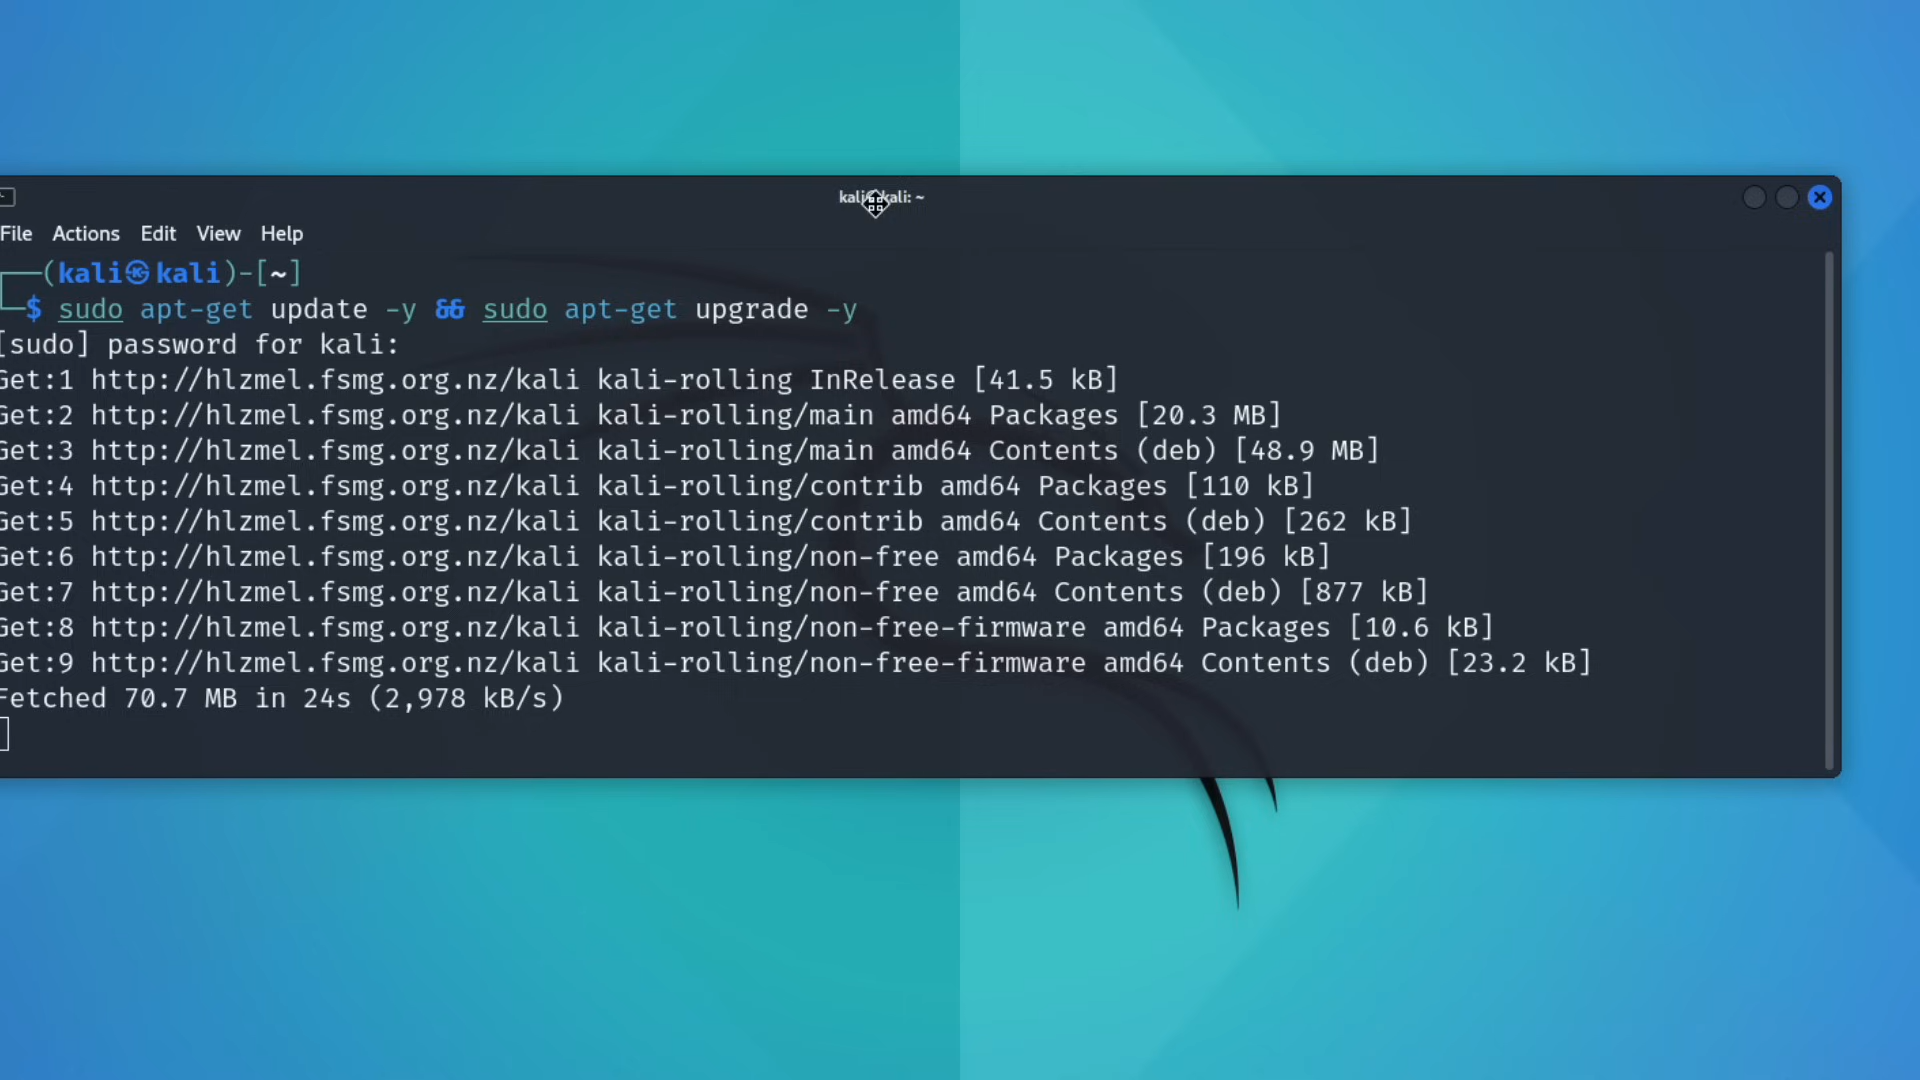 kali@kali: ~
File Actions Edit View Help
(kali㉿kali)-[~]
$ sudo apt-get update -y && sudo apt-get upgrade -y
[sudo] password for kali:
Get:1 http://hlzmel.fsmg.org.nz/kali kali-rolling InRelease [41.5 kB]
Get:2 http://hlzmel.fsmg.org.nz/kali kali-rolling/main amd64 Packages [20.3 MB]
Get:3 http://hlzmel.fsmg.org.nz/kali kali-rolling/main amd64 Contents (deb) [48.9 MB]
Get:4 http://hlzmel.fsmg.org.nz/kali kali-rolling/contrib amd64 Packages [110 kB]
Get:5 http://hlzmel.fsmg.org.nz/kali kali-rolling/contrib amd64 Contents (deb) [262 kB]
Get:6 http://hlzmel.fsmg.org.nz/kali kali-rolling/non-free amd64 Packages [196 kB]
Get:7 http://hlzmel.fsmg.org.nz/kali kali-rolling/non-free amd64 Contents (deb) [877 kB]
Get:8 http://hlzmel.fsmg.org.nz/kali kali-rolling/non-free-firmware amd64 Packages [10.6 kB]
Get:9 http://hlzmel.fsmg.org.nz/kali kali-rolling/non-free-firmware amd64 Contents (deb) [23.2 kB]
Fetched 70.7 MB in 24s (2,978 kB/s)